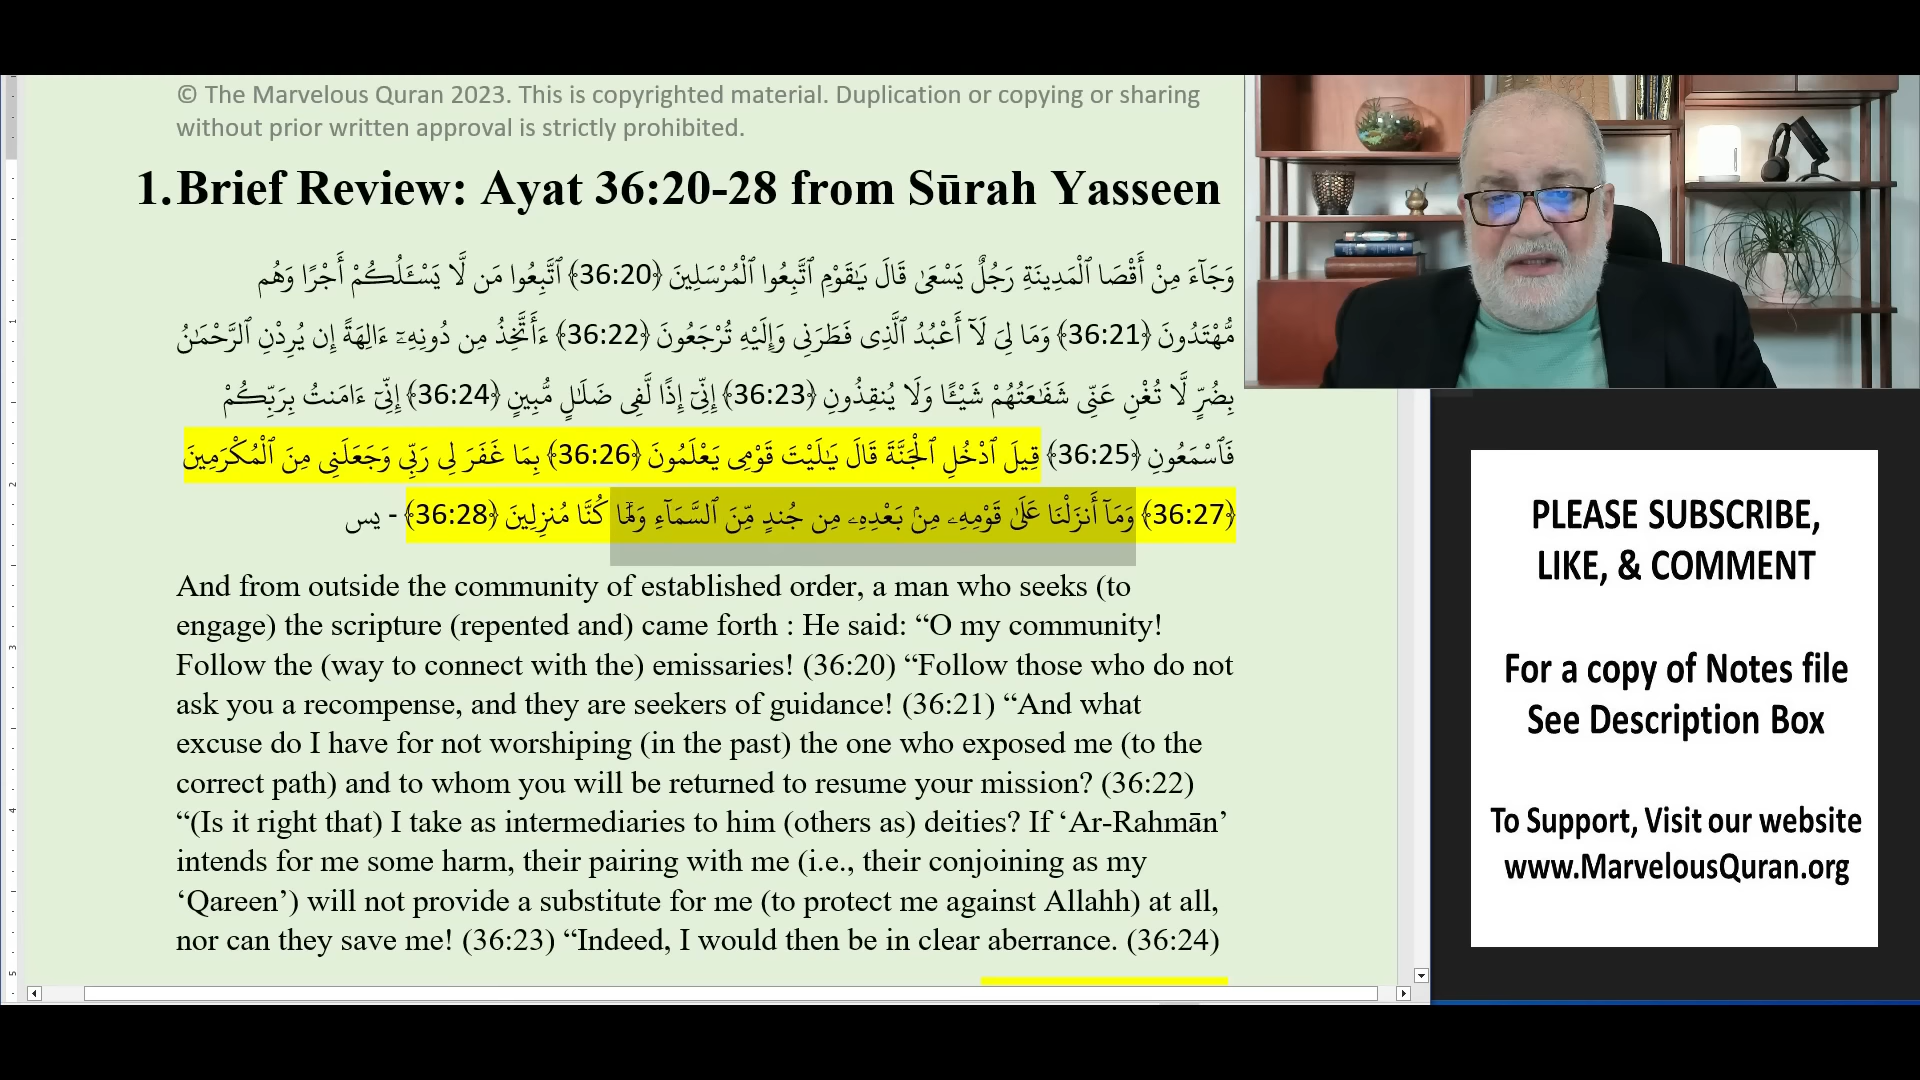 © The Marvelous Quran 2023. This is copyrighted material. Duplication or copying or sharing
without prior written approval is strictly prohibited.
1. Brief Review: Ayat 36:20-28 from Sūrah Yasseen
وَجَآءَ مِنْ أَقْصَا ٱلْمَدِينَةِ رَجُلٌ يَسْعَىٰ قَالَ يَـٰقَوْمِ ٱتَّبِعُوا ٱلْمُرْسَلِينَ ﴿36:20﴾ ٱتَّبِعُوا مَن لَّا يَسْـَٔلُكُمْ أَجْرًا وَهُم
مُّهْتَدُونَ ﴿36:21﴾ وَمَا لِىَ لَآ أَعْبُدُ ٱلَّذِى فَطَرَنِى وَإِلَيْهِ تُرْجَعُونَ ﴿36:22﴾ ءَأَتَّخِذُ مِن دُونِهِۦٓ ءَالِهَةً إِن يُرِدْنِ ٱلرَّحْمَـٰنُ
بِضُرٍّ لَّا تُغْنِ عَنِّى شَفَـٰعَتُهُمْ شَيْـًٔا وَلَا يُنقِذُونِ ﴿36:23﴾ إِنِّىٓ إِذًا لَّفِى ضَلَـٰلٍ مُّبِينٍ ﴿36:24﴾ إِنِّىٓ ءَامَنتُ بِرَبِّكُمْ
فَٱسْمَعُونِ ﴿36:25﴾ قِيلَ ٱدْخُلِ ٱلْجَنَّةَ قَالَ يَـٰلَيْتَ قَوْمِى يَعْلَمُونَ ﴿36:26﴾ بِمَا غَفَرَ لِى رَبِّى وَجَعَلَنِى مِنَ ٱلْمُكْرَمِينَ
﴿36:27﴾ وَمَآ أَنزَلْنَا عَلَىٰ قَوْمِهِۦ مِنۢ بَعْدِهِۦ مِن جُندٍ مِّنَ ٱلسَّمَآءِ وَمَا كُنَّا مُنزِلِينَ ﴿36:28﴾ - يس
And from outside the community of established order, a man who seeks (to
engage) the scripture (repented and) came forth : He said: “O my community!
Follow the (way to connect with the) emissaries! (36:20) “Follow those who do not
ask you a recompense, and they are seekers of guidance! (36:21) “And what
excuse do I have for not worshiping (in the past) the one who exposed me (to the
correct path) and to whom you will be returned to resume your mission? (36:22)
“(Is it right that) I take as intermediaries to him (others as) deities? If ‘Ar-Rahmān’
intends for me some harm, their pairing with me (i.e., their conjoining as my
‘Qareen’) will not provide a substitute for me (to protect me against Allahh) at all,
nor can they save me! (36:23) “Indeed, I would then be in clear aberrance. (36:24)
PLEASE SUBSCRIBE,
LIKE, & COMMENT
For a copy of Notes file
See Description Box
To Support, Visit our website
www.MarvelousQuran.org